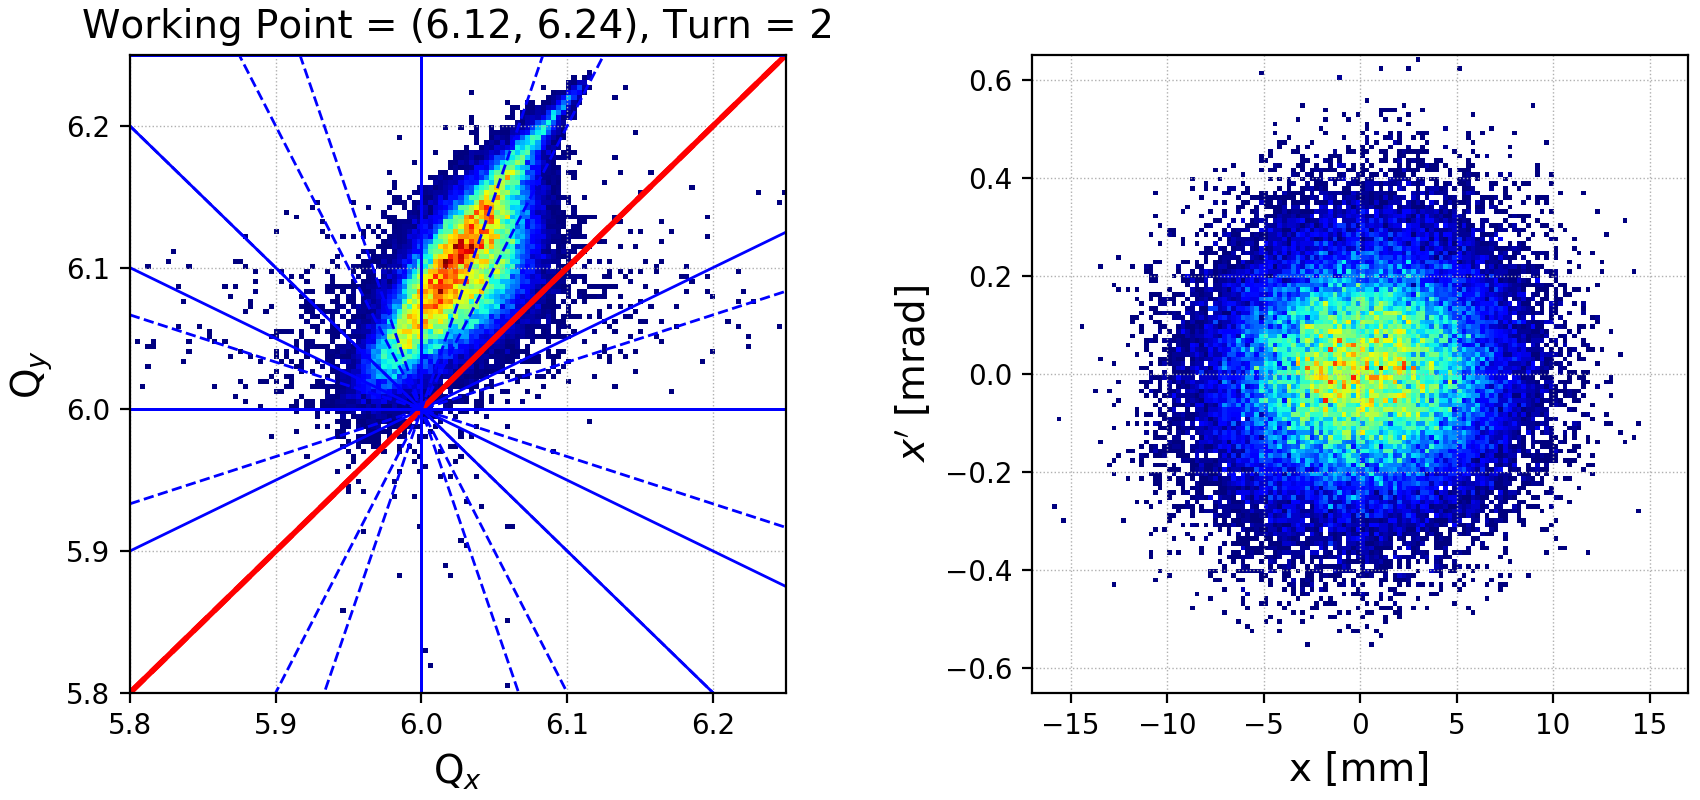 Working Point = (6.12, 6.24), Turn = 2
6.2
6.1
6.0
5.9
5.8
Qy
5.8 5.9 6.0 6.1 6.2
Qx
0.6
0.4
0.2
0.0
−0.2
−0.4
−0.6
x′ [mrad]
−15 −10 −5 0 5 10 15
x [mm]